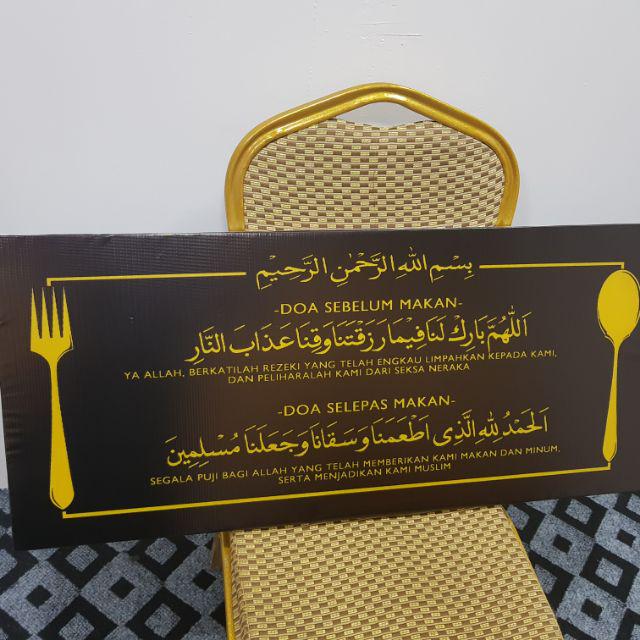 بِسْمِ اللهِ الرَّحْمٰنِ الرَّحِيْمِ
-DOA SEBELUM MAKAN-
اَللّٰهُمَّ بَارِكْ لَنَا فِيْمَا رَزَقْتَنَا وَقِنَا عَذَابَ النَّارِ
YA ALLAH, BERKATILAH REZEKI YANG TELAH ENGKAU LIMPAHKAN KEPADA KAMI,
DAN PELIHARALAH KAMI DARI SEKSA NERAKA
-DOA SELEPAS MAKAN-
اَلْحَمْدُ لِلّٰهِ الَّذِى اَطْعَمَنَا وَسَقَانَا وَجَعَلَنَا مُسْلِمِيْنَ
SEGALA PUJI BAGI ALLAH YANG TELAH MEMBERIKAN KAMI MAKAN DAN MINUM,
SERTA MENJADIKAN KAMI MUSLIM